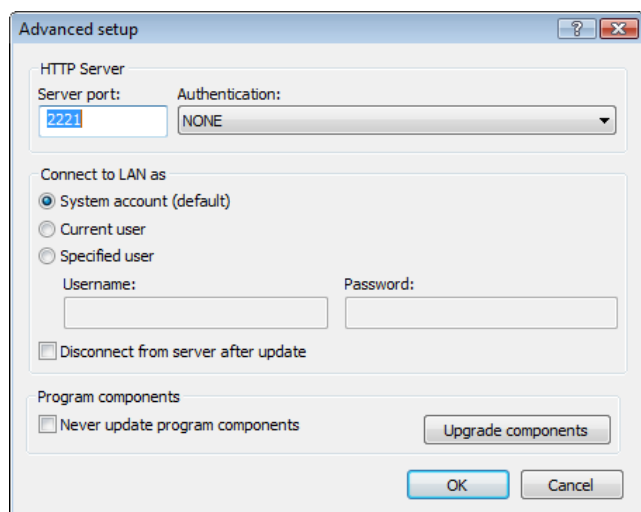 Advanced setup
HTTP Server
Server port: Authentication:
2221 NONE
Connect to LAN as
System account (default)
Current user
Specified user
Username: Password:
Disconnect from server after update
Program components
Never update program components Upgrade components
OK Cancel